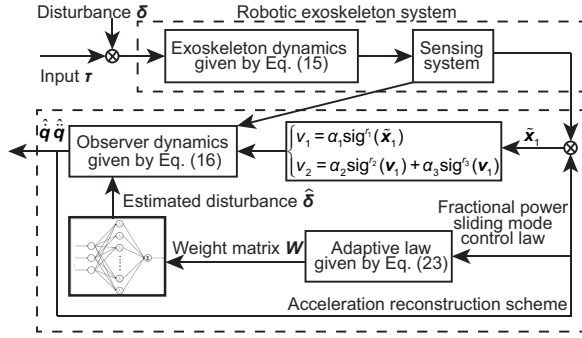 Disturbance δ
Robotic exoskeleton system
Exoskeleton dynamics
given by Eq. (15)
Sensing
system
Input τ
q̂ q̂̇
Observer dynamics
given by Eq. (16)
v₁ = α₁sig^r₁(x̃₁)
v₂ = α₂sig^r₂(v₁) + α₃sig^r₃(v₁)
x̃₁
Estimated disturbance δ̂
Fractional power
sliding mode
control law
Weight matrix W
Adaptive law
given by Eq. (23)
Acceleration reconstruction scheme